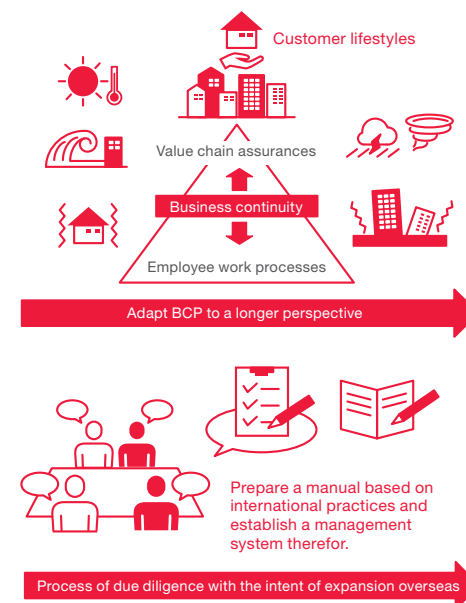 Customer lifestyles
Value chain assurances
Business continuity
Employee work processes
Adapt BCP to a longer perspective
Prepare a manual based on
international practices and
establish a management
system therefor.
Process of due diligence with the intent of expansion overseas